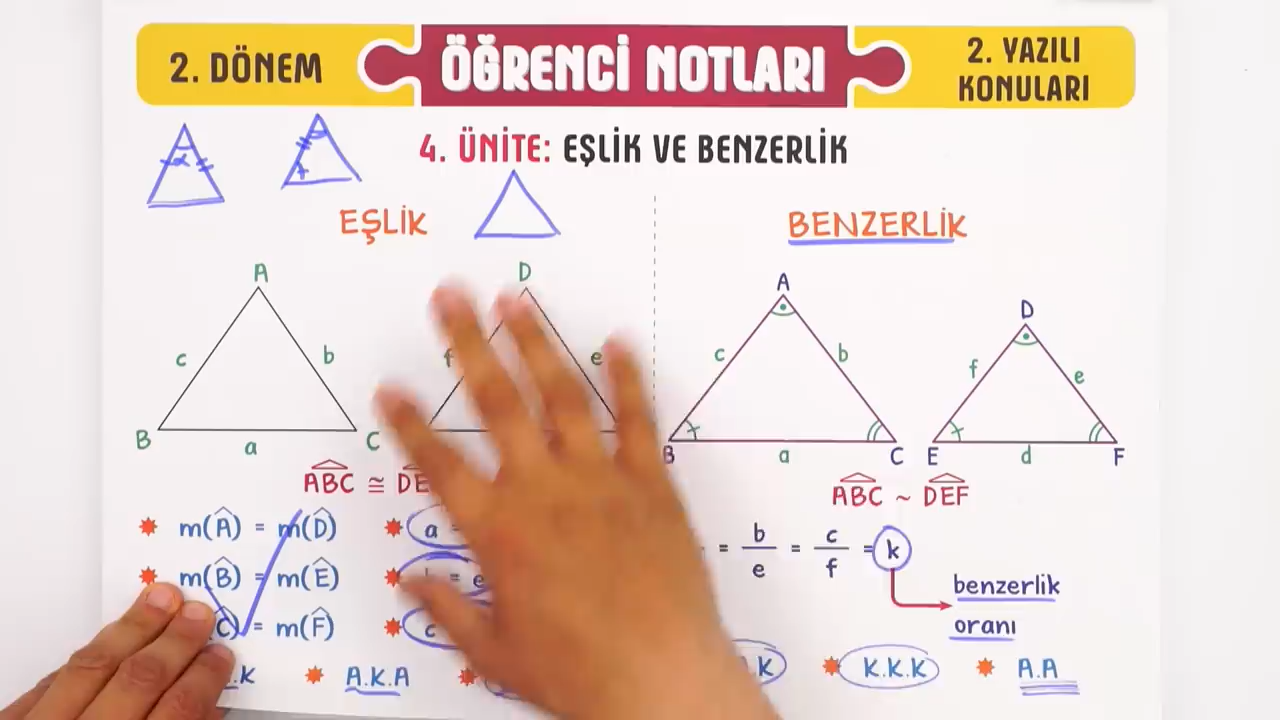 2. DÖNEM
ÖĞRENCİ NOTLARI
2. YAZILI
KONULARI
4. ÜNİTE: EŞLİK VE BENZERLİK
α
EŞLİK
A
c
b
B
a
C
D
f
e
ABC ≅ DE
m(Â) = m(D̂)
a =
m(B̂) = m(Ê)
= e
Ĉ) = m(F̂)
c
.K
A.K.A
BENZERLİK
A
c
b
B
a
C
D
f
e
E
d
F
ABC ~ DEF
= b/e = c/f = k
benzerlik
oranı
K
K.K.K
A.A